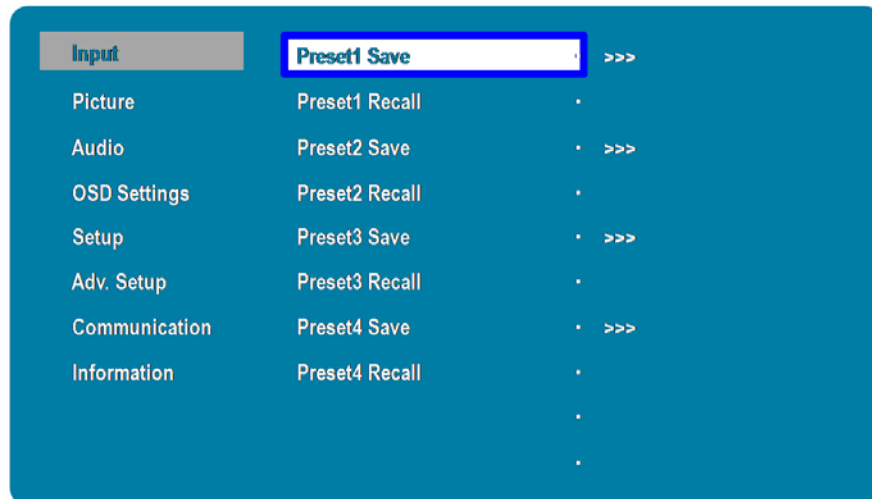 Input Preset1 Save · >>>
Picture Preset1 Recall ·
Audio Preset2 Save · >>>
OSD Settings Preset2 Recall ·
Setup Preset3 Save · >>>
Adv. Setup Preset3 Recall ·
Communication Preset4 Save · >>>
Information Preset4 Recall ·
·
·